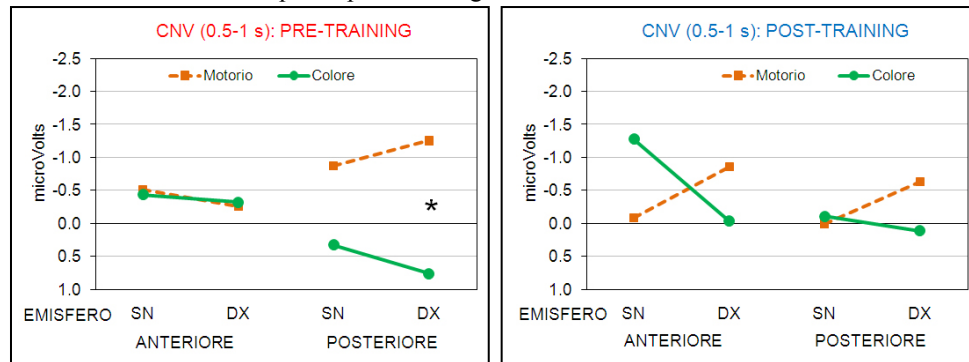 CNV (0.5-1 s): PRE-TRAINING
-2.5
Motorio Colore
-2.0
-1.5
-1.0
-0.5
0.0
0.5
1.0
microVolts
*
EMISFERO SN DX SN DX
ANTERIORE POSTERIORE
CNV (0.5-1 s): POST-TRAINING
-2.5
Motorio Colore
-2.0
-1.5
-1.0
-0.5
0.0
0.5
1.0
microVolts
EMISFERO SN DX SN DX
ANTERIORE POSTERIORE